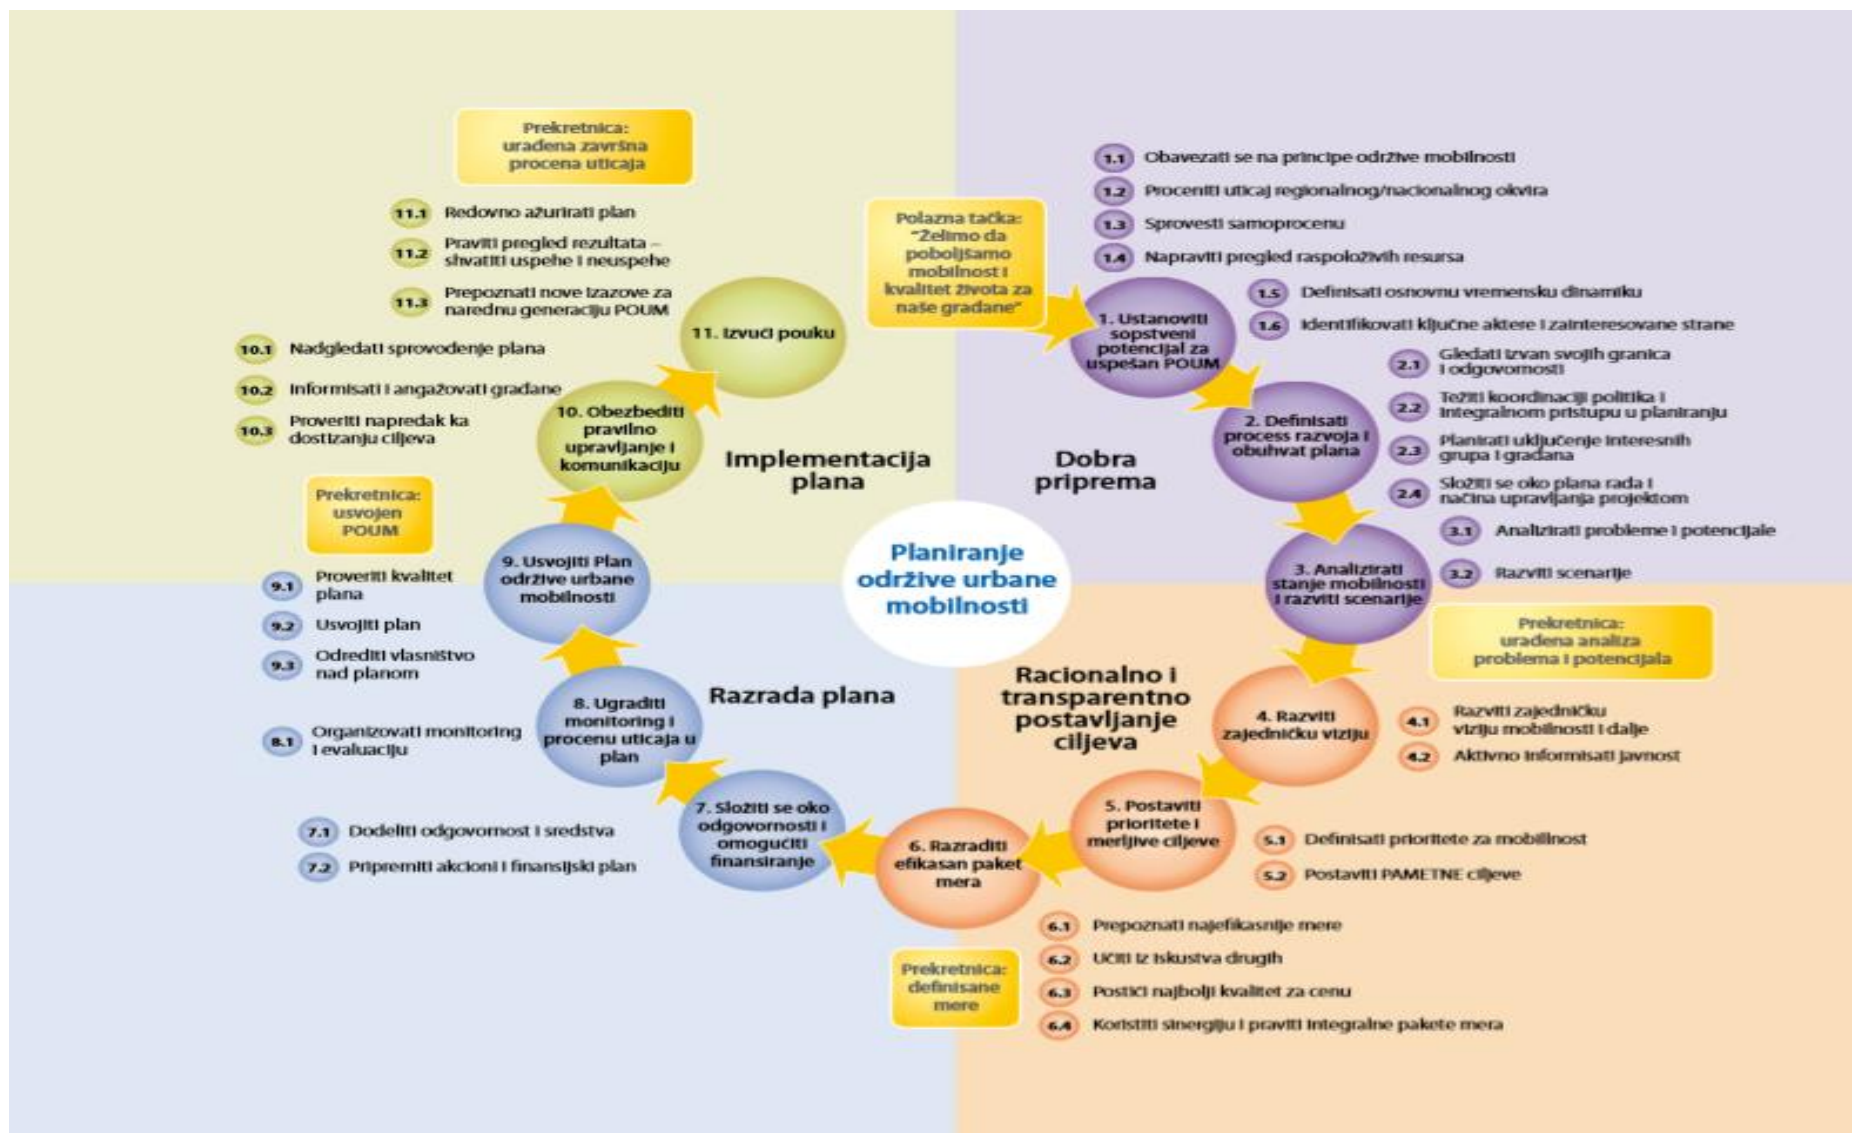 Planiranje
održive urbane
mobilnosti
Polazna tačka:
"Želimo da
poboljšamo
mobilnost i
kvalitet života za
naše građane"
Dobra
priprema
1. Ustanoviti
sopstveni
potencijal za
uspešan POUM
1.1 Obavezati se na principe održive mobilnosti
1.2 Proceniti uticaj regionalnog/nacionalnog okvira
1.3 Sprovesti samoprocenu
1.4 Napraviti pregled raspoloživih resursa
1.5 Definisati osnovnu vremensku dinamiku
1.6 Identifikovati ključne aktere i zainteresovane strane
2. Definisati
process razvoja i
obuhvat plana
2.1 Gledati izvan svojih granica
i odgovornosti
2.2 Težiti koordinaciji politika i
integralnom pristupu u planiranju
2.3 Planirati uključenje interesnih
grupa i građana
2.4 Složiti se oko plana rada i
načina upravljanja projektom
3. Analizirati
stanje mobilnosti
i razviti scenarije
3.1 Analizirati probleme i potencijale
3.2 Razviti scenarije
Prekretnica:
urađena analiza
problema i potencijala
Racionalno i
transparentno
postavljanje
ciljeva
4. Razviti
zajedničku viziju
4.1 Razviti zajedničku
viziju mobilnosti i dalje
4.2 Aktivno informisati javnost
5. Postaviti
prioritete i
merljive ciljeve
5.1 Definisati prioritete za mobillnost
5.2 Postaviti PAMETNE ciljeve
6. Razraditi
efikasan paket
mera
6.1 Prepoznati najefikasnije mere
6.2 Učiti iz iskustva drugih
6.3 Postići najbolji kvalitet za cenu
6.4 Koristiti sinergiju i praviti integralne pakete mera
Prekretnica:
definisane
mere
Razrada plana
7. Složiti se oko
odgovornosti i
omogućiti
finansiranje
7.1 Dodeliti odgovornost i sredstva
7.2 Pripremiti akcioni i finansijski plan
8. Ugraditi
monitoring i
procenu uticaja u
plan
8.1 Organizovati monitoring
i evaluaciju
9. Usvojiti Plan
održive urbane
mobilnosti
9.1 Proveriti kvalitet
plana
9.2 Usvojiti plan
9.3 Odrediti vlasništvo
nad planom
Prekretnica:
usvojen
POUM
Implementacija
plana
10. Obezbediti
pravilno
upravljanje i
komunikaciju
10.1 Nadgledati sprovođenje plana
10.2 Informisati i angažovati građane
10.3 Proveriti napredak ka
dostizanju ciljeva
11. Izvući pouku
11.1 Redovno ažurirati plan
11.2 Praviti pregled rezultata –
shvatiti uspehe i neuspehe
11.3 Prepoznati nove izazove za
narednu generaciju POUM
Prekretnica:
urađena završna
procena uticaja